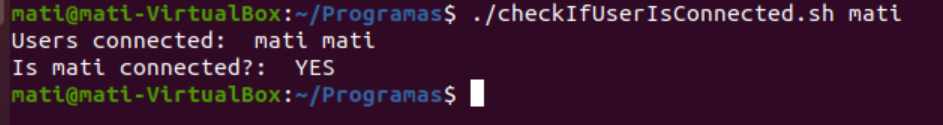 mati@mati-VirtualBox:~/Programas$ ./checkIfUserIsConnected.sh mati
Users connected:  mati mati
Is mati connected?:  YES
mati@mati-VirtualBox:~/Programas$